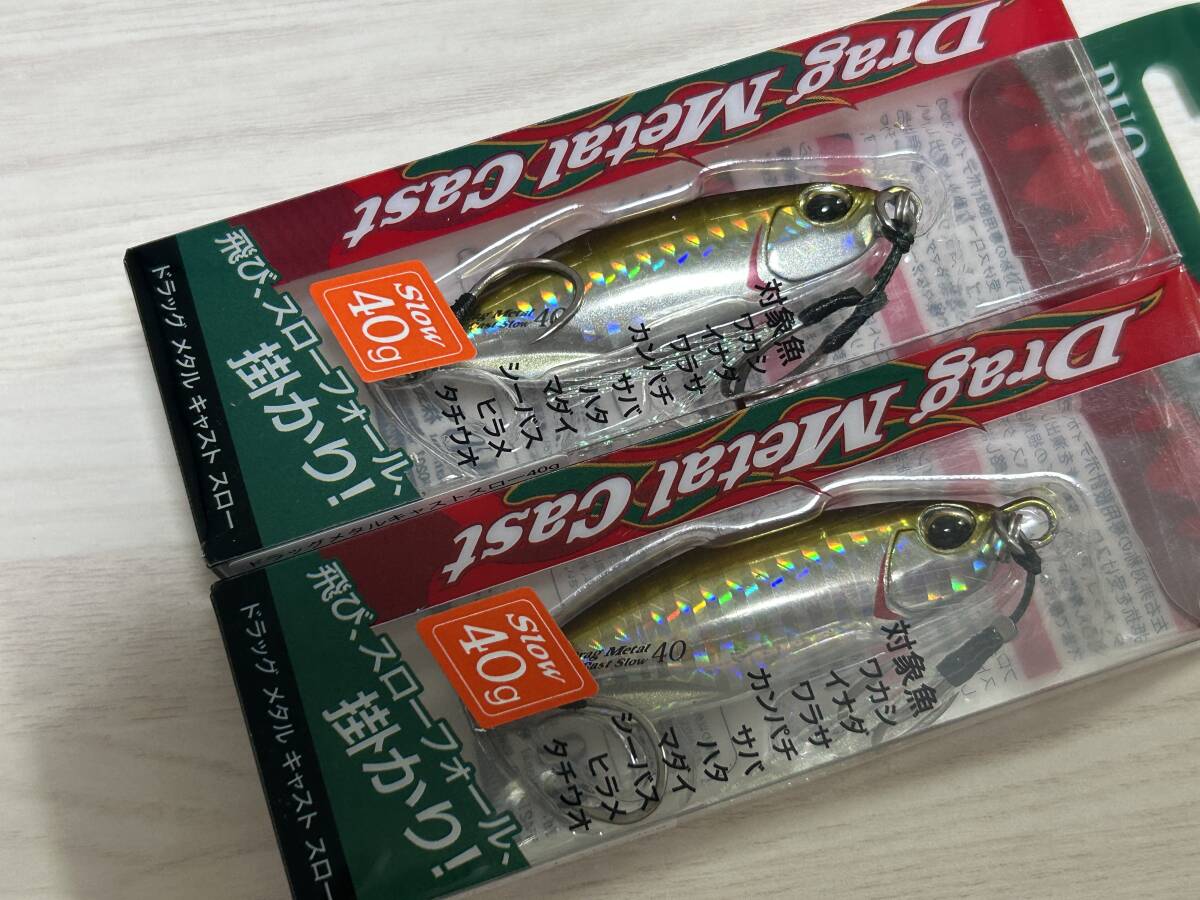 Drag Metal Cast
DUO
飛び、スローフォール、
掛かり!
ドラッグ メタル キャスト スロー
Slow
40g
40
対象魚
ワカシ
イナダ
ワラサ
カンパチ
サバ
ハタ
マダイ
シーバス
ヒラメ
タチウオ
ドラッグメタルキャストスロー40g
Drag Metal Cast
飛び、スローフォール、
掛かり!
ドラッグ メタル キャスト スロー
Slow
40g
Drag Metal
Cast Slow 40
対象魚
ワカシ
イナダ
ワラサ
カンパチ
サバ
ハタ
マダイ
シーバス
ヒラメ
タチウオ